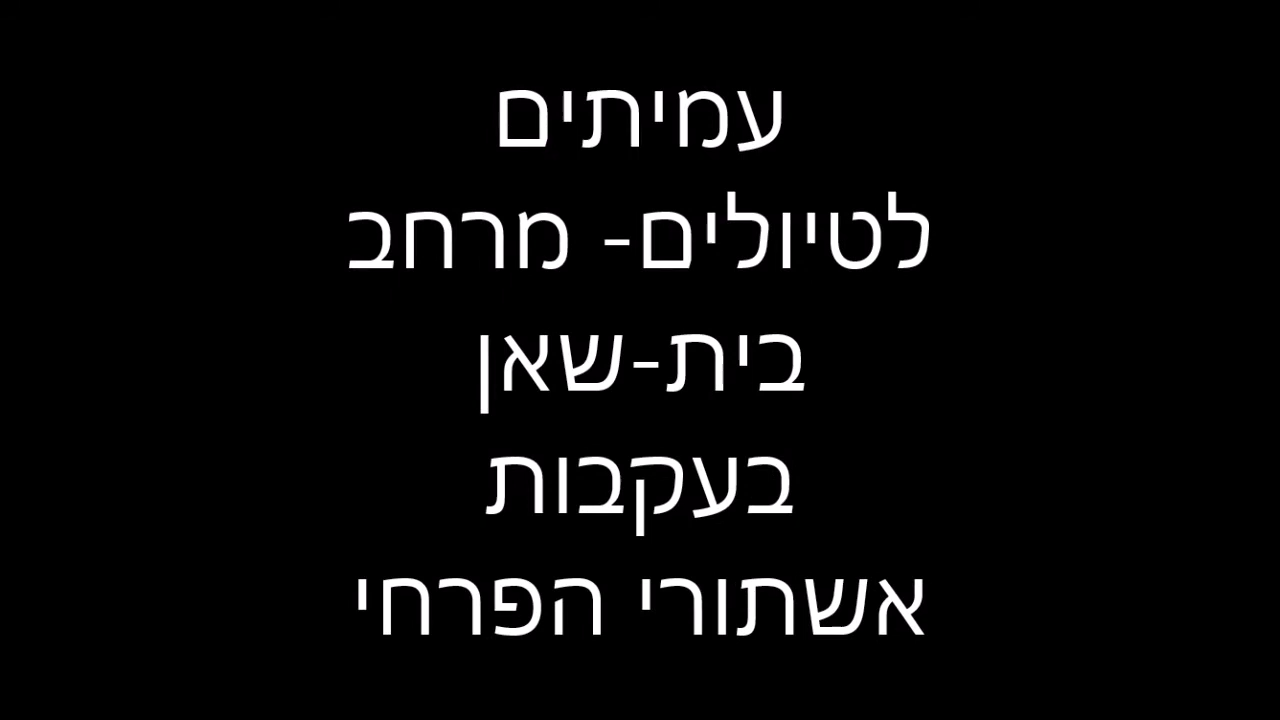 עמיתים
לטיולים- מרחב
בית-שאן
בעקבות
אשתורי הפרחי